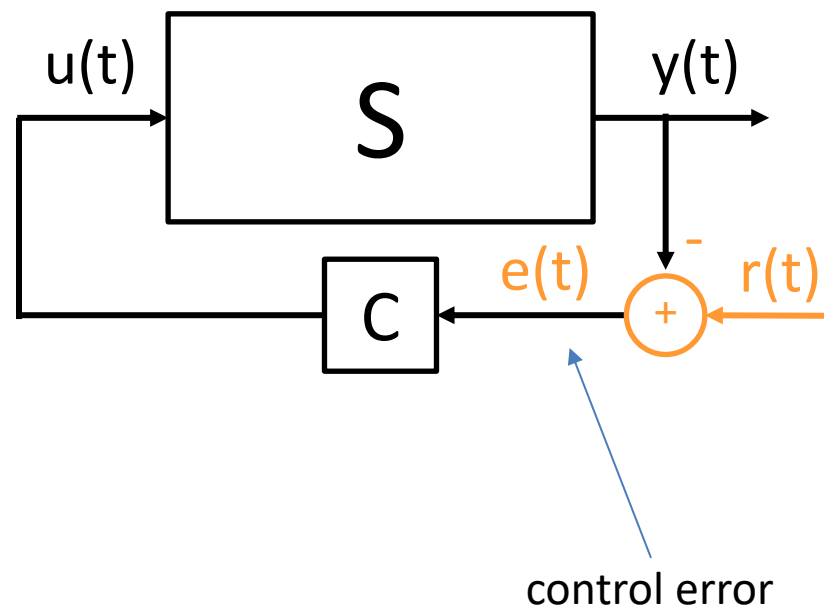 u(t)
S
y(t)
-
e(t)
r(t)
C
+
control error